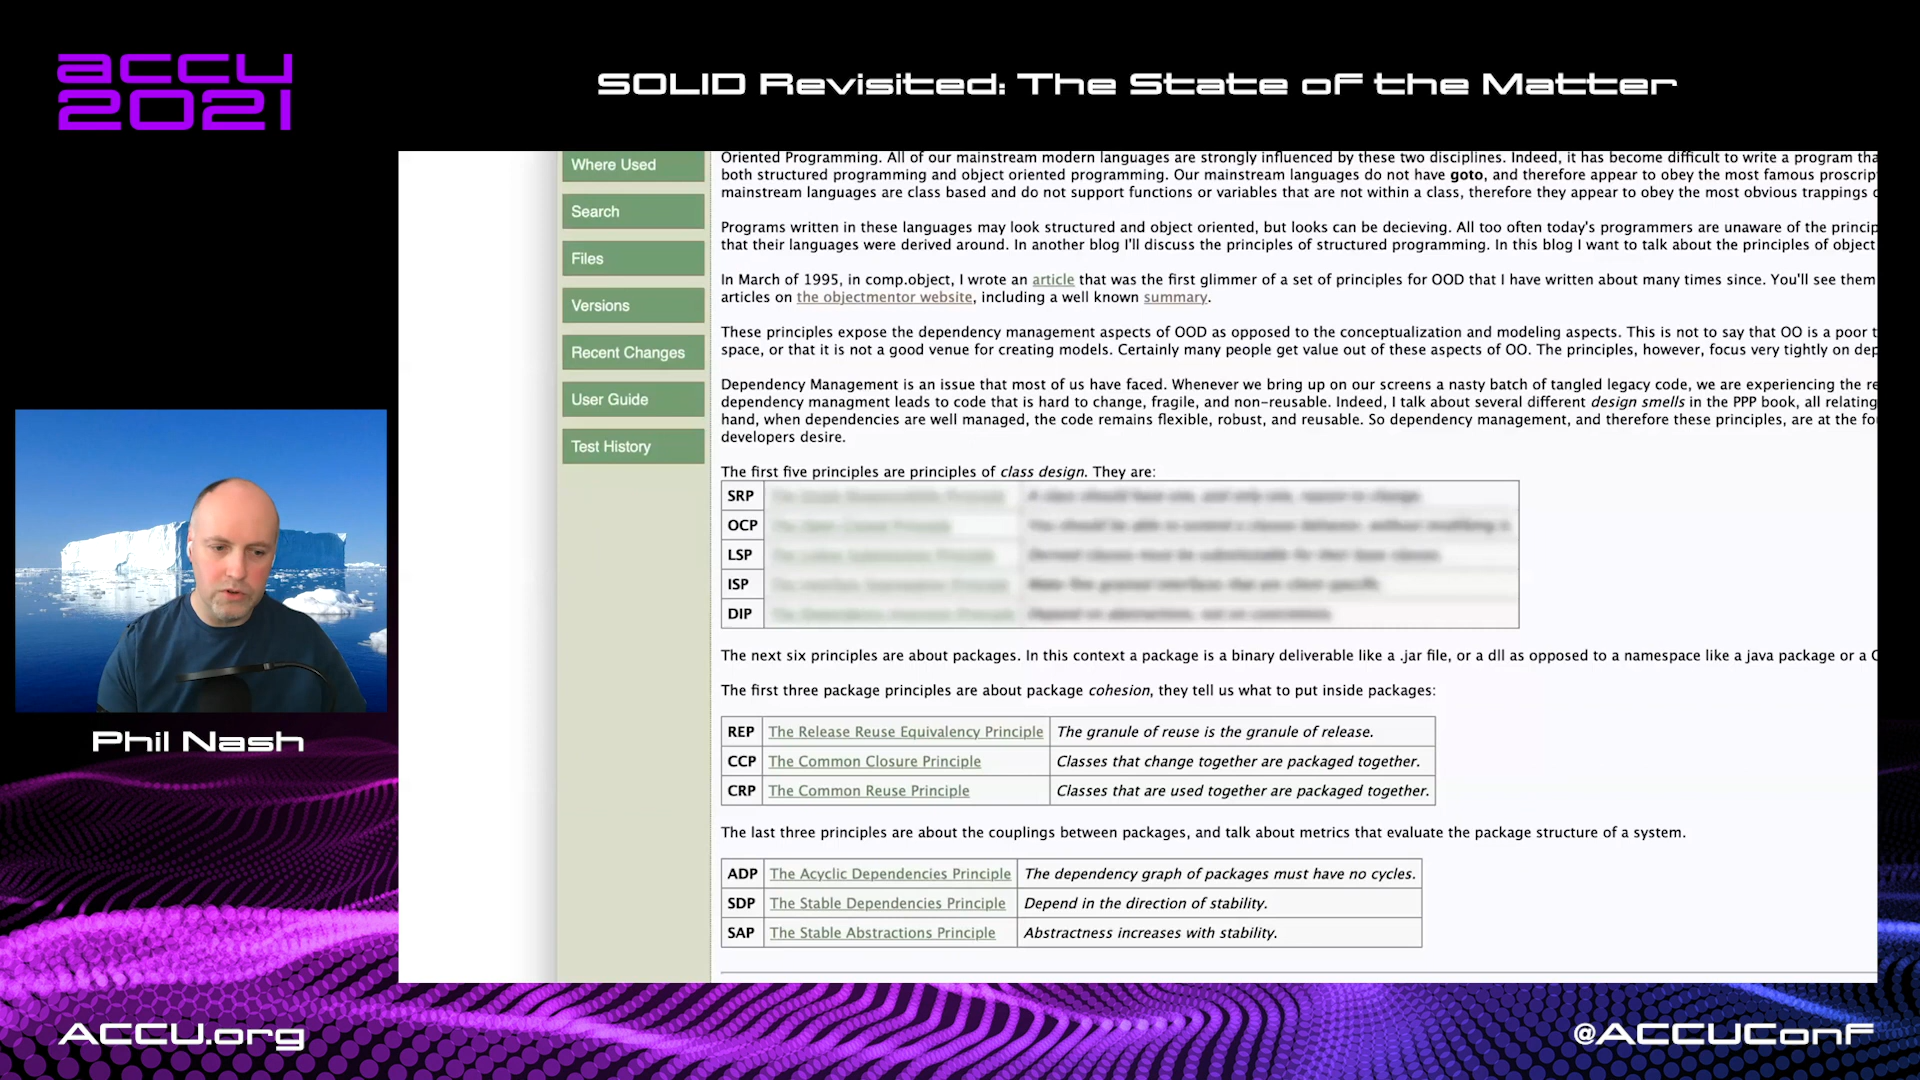 accu
2021
SOLID Revisited: The State of the Matter
Where Used
Search
Files
Versions
Recent Changes
User Guide
Test History
Oriented Programming. All of our mainstream modern languages are strongly influenced by these two disciplines. Indeed, it has become difficult to write a program tha
both structured programming and object oriented programming. Our mainstream languages do not have goto, and therefore appear to obey the most famous proscrip
mainstream languages are class based and do not support functions or variables that are not within a class, therefore they appear to obey the most obvious trappings
Programs written in these languages may look structured and object oriented, but looks can be decieving. All too often today's programmers are unaware of the princip
that their languages were derived around. In another blog I'll discuss the principles of structured programming. In this blog I want to talk about the principles of object
In March of 1995, in comp.object, I wrote an article that was the first glimmer of a set of principles for OOD that I have written about many times since. You'll see them
articles on the objectmentor website, including a well known summary.
These principles expose the dependency management aspects of OOD as opposed to the conceptualization and modeling aspects. This is not to say that OO is a poor t
space, or that it is not a good venue for creating models. Certainly many people get value out of these aspects of OO. The principles, however, focus very tightly on dep
Dependency Management is an issue that most of us have faced. Whenever we bring up on our screens a nasty batch of tangled legacy code, we are experiencing the re
dependency managment leads to code that is hard to change, fragile, and non-reusable. Indeed, I talk about several different design smells in the PPP book, all relating
hand, when dependencies are well managed, the code remains flexible, robust, and reusable. So dependency management, and therefore these principles, are at the fo
developers desire.
The first five principles are principles of class design. They are:
SRP
OCP
LSP
ISP
DIP
The next six principles are about packages. In this context a package is a binary deliverable like a .jar file, or a dll as opposed to a namespace like a java package or a C
The first three package principles are about package cohesion, they tell us what to put inside packages:
REP The Release Reuse Equivalency Principle The granule of reuse is the granule of release.
CCP The Common Closure Principle Classes that change together are packaged together.
CRP The Common Reuse Principle Classes that are used together are packaged together.
The last three principles are about the couplings between packages, and talk about metrics that evaluate the package structure of a system.
ADP The Acyclic Dependencies Principle The dependency graph of packages must have no cycles.
SDP The Stable Dependencies Principle Depend in the direction of stability.
SAP The Stable Abstractions Principle Abstractness increases with stability.
Phil Nash
ACCU.org
@ACCUConf